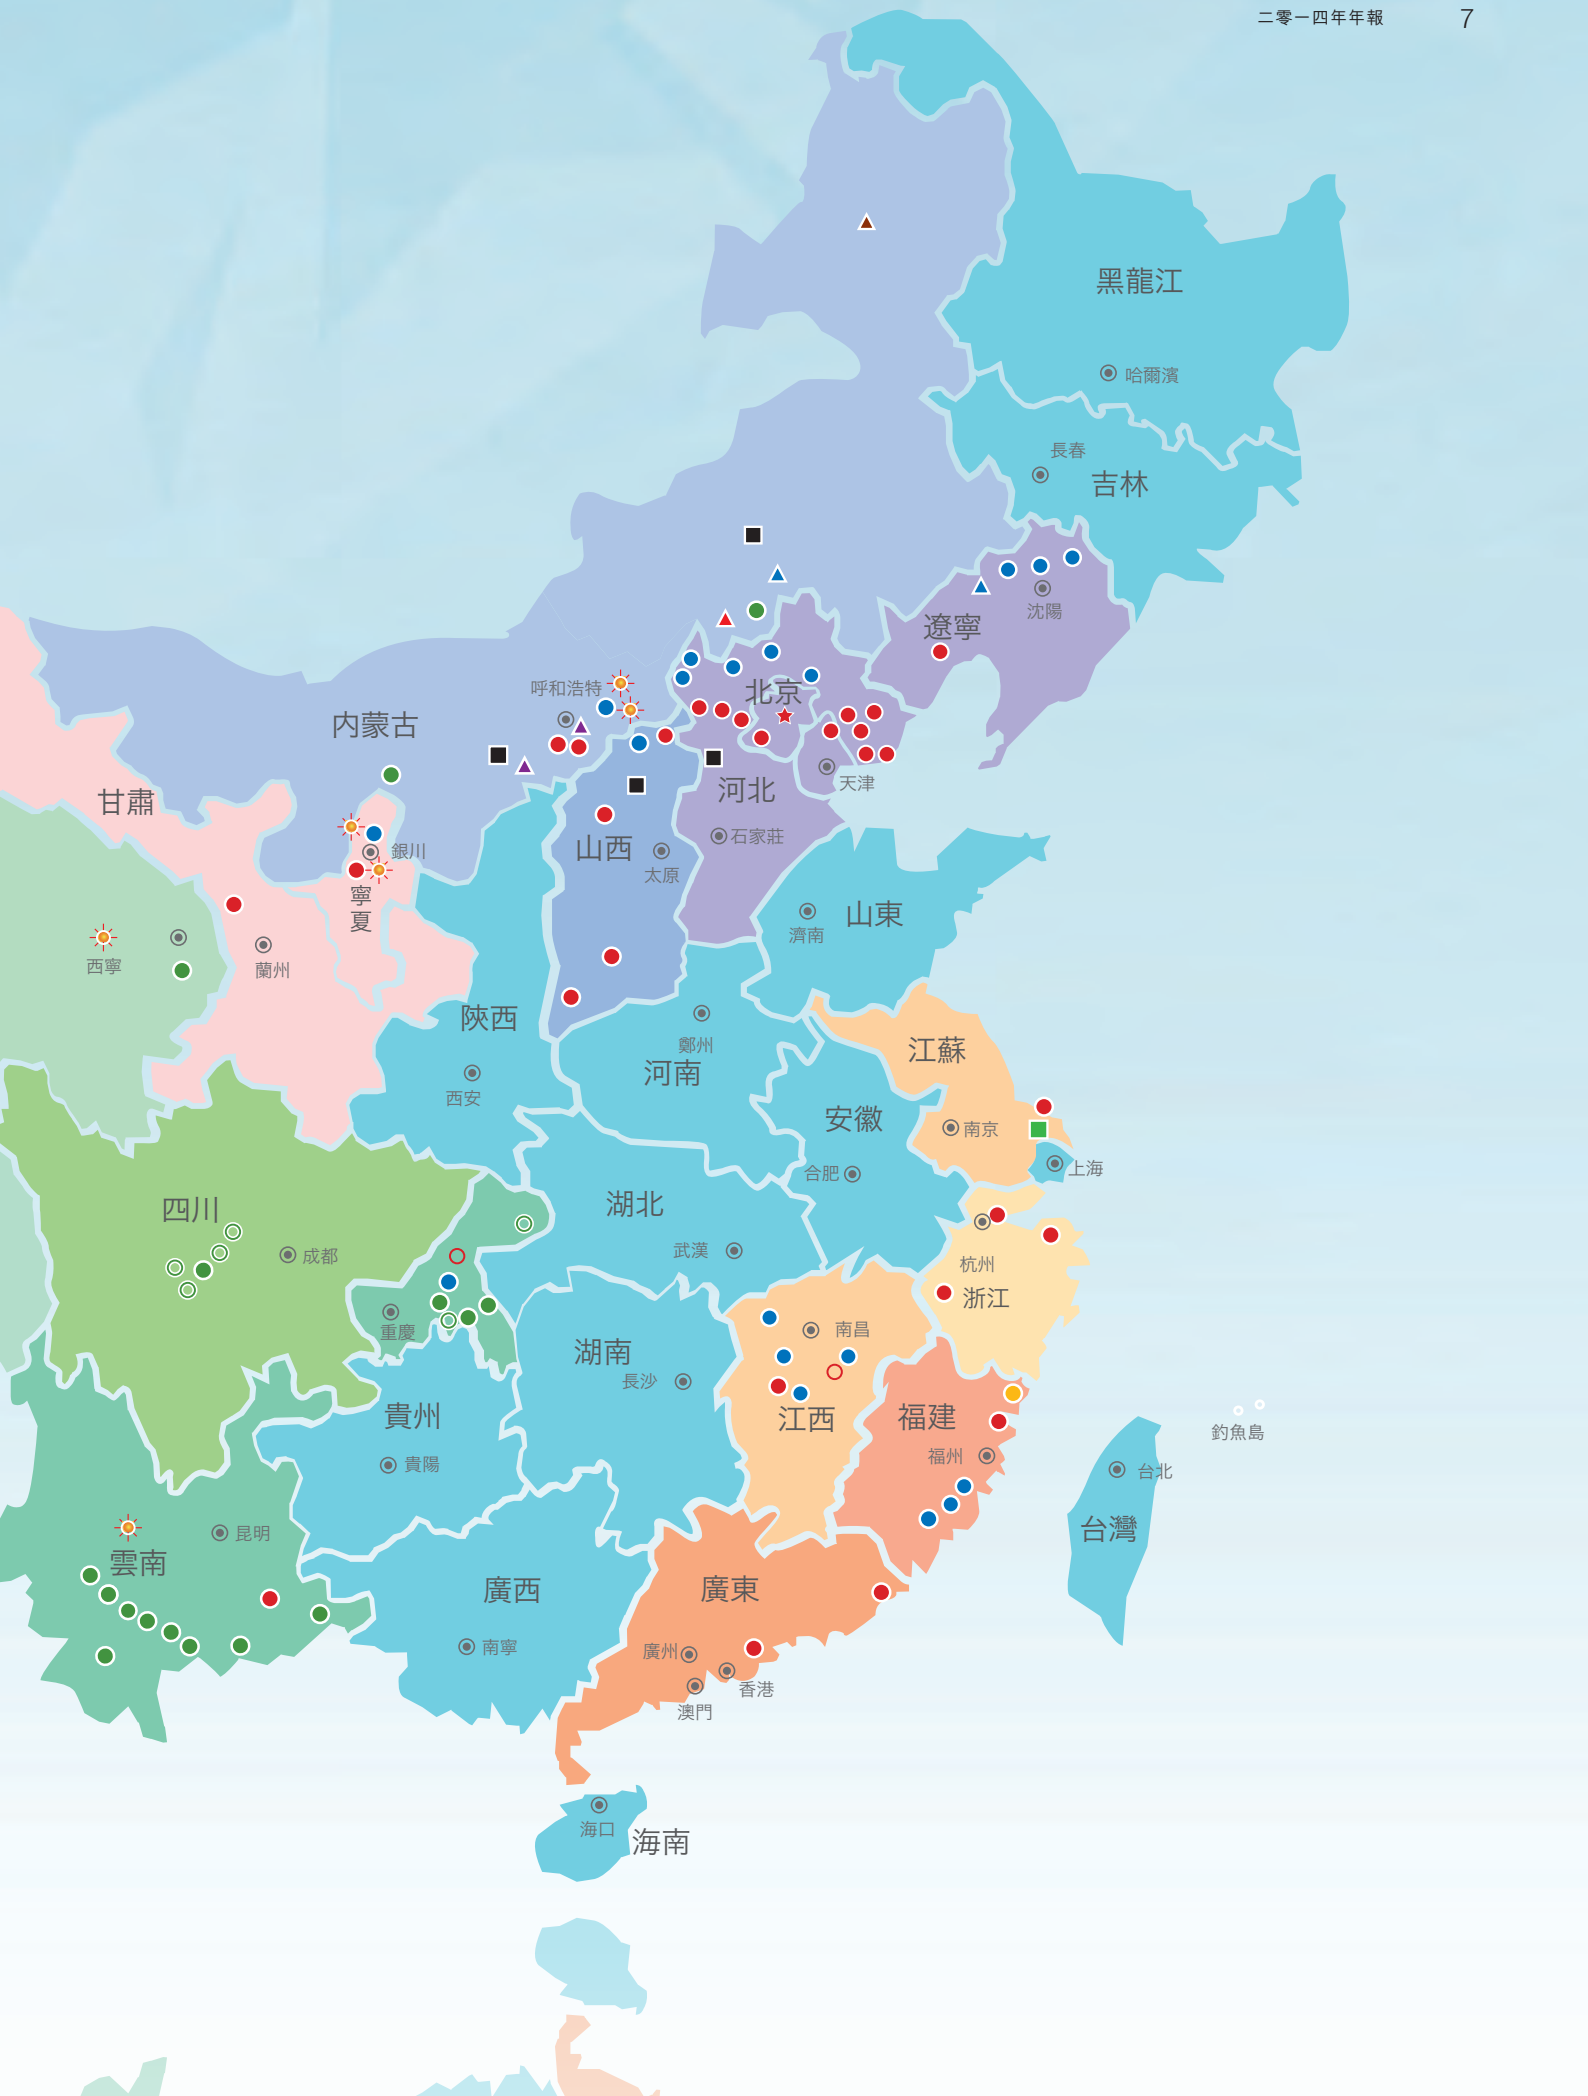 二零一四年年報 7
黑龍江
哈爾濱
長春
吉林
沈陽
遼寧
呼和浩特
北京
内蒙古
天津
河北
甘肅
石家莊
山西
銀川
太原
寧
夏
山東
濟南
西寧
蘭州
陝西
鄭州
江蘇
河南
西安
安徽
南京
上海
合肥
四川
湖北
武漢
成都
杭州
浙江
重慶
南昌
湖南
長沙
貴州
江西
福建
釣魚島
福州
貴陽
台北
昆明
台灣
雲南
廣西
廣東
南寧
廣州
香港
澳門
海口
海南